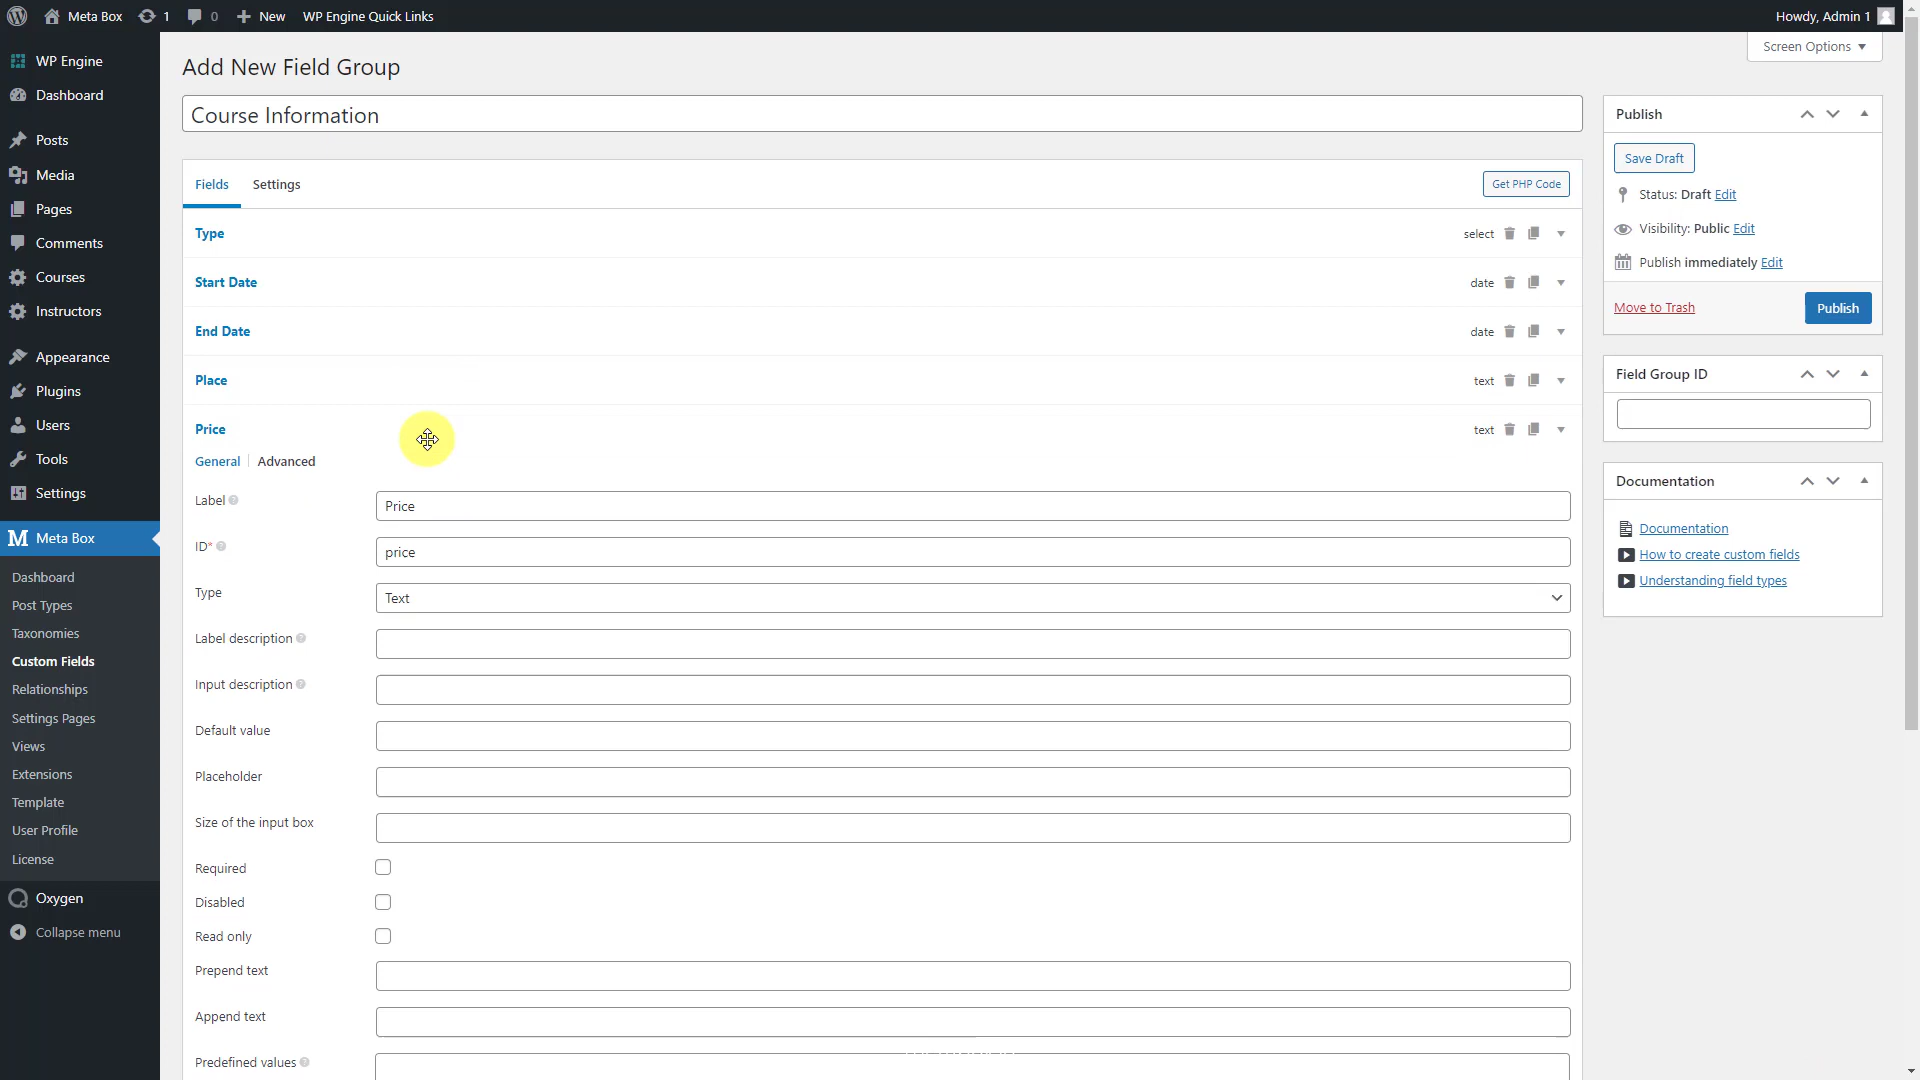 Meta Box
1
0
New
WP Engine Quick Links
Howdy, Admin 1
WP Engine
Dashboard
Posts
Media
Pages
Comments
Courses
Instructors
Appearance
Plugins
Users
Tools
Settings
Meta Box
Dashboard
Post Types
Taxonomies
Custom Fields
Relationships
Settings Pages
Views
Extensions
Template
User Profile
License
Oxygen
Collapse menu
Screen Options
Add New Field Group
Course Information
Fields Settings
Get PHP Code
Type
select
Start Date
date
End Date
date
Place
text
Price
text
General Advanced
Label
Price
ID*
price
Type
Text
Label description
Input description
Default value
Placeholder
Size of the input box
Required
Disabled
Read only
Prepend text
Append text
Predefined values
Publish
Save Draft
Status: Draft Edit
Visibility: Public Edit
Publish immediately Edit
Move to Trash
Publish
Field Group ID
Documentation
Documentation
How to create custom fields
Understanding field types